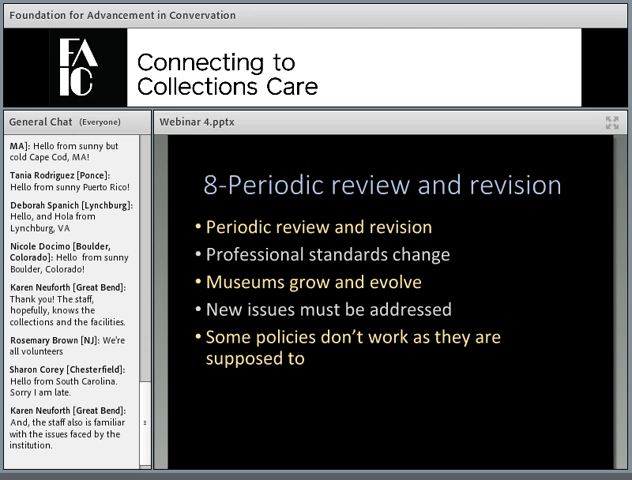 Foundation for Advancement in Convervation
FA
IC
Connecting to
Collections Care
General Chat (Everyone)
MA]: Hello from sunny but
cold Cape Cod, MA!
Tania Rodriguez [Ponce]:
Hello from sunny Puerto Rico!
Deborah Spanich [Lynchburg]:
Hello, and Hola from
Lynchburg, VA
Nicole Docimo [Boulder,
Colorado]: Hello from sunny
Boulder, Colorado!
Karen Neuforth [Great Bend]:
Thank you! The staff,
hopefully, knows the
collections and the facilities.
Rosemary Brown [NJ]: We're
all volunteers
Sharon Corey [Chesterfield]:
Hello from South Carolina.
Sorry I am late.
Karen Neuforth [Great Bend]:
And, the staff also is familiar
with the issues faced by the
institution.
Webinar 4.pptx
8-Periodic review and revision
• Periodic review and revision
• Professional standards change
• Museums grow and evolve
• New issues must be addressed
• Some policies don’t work as they are
supposed to